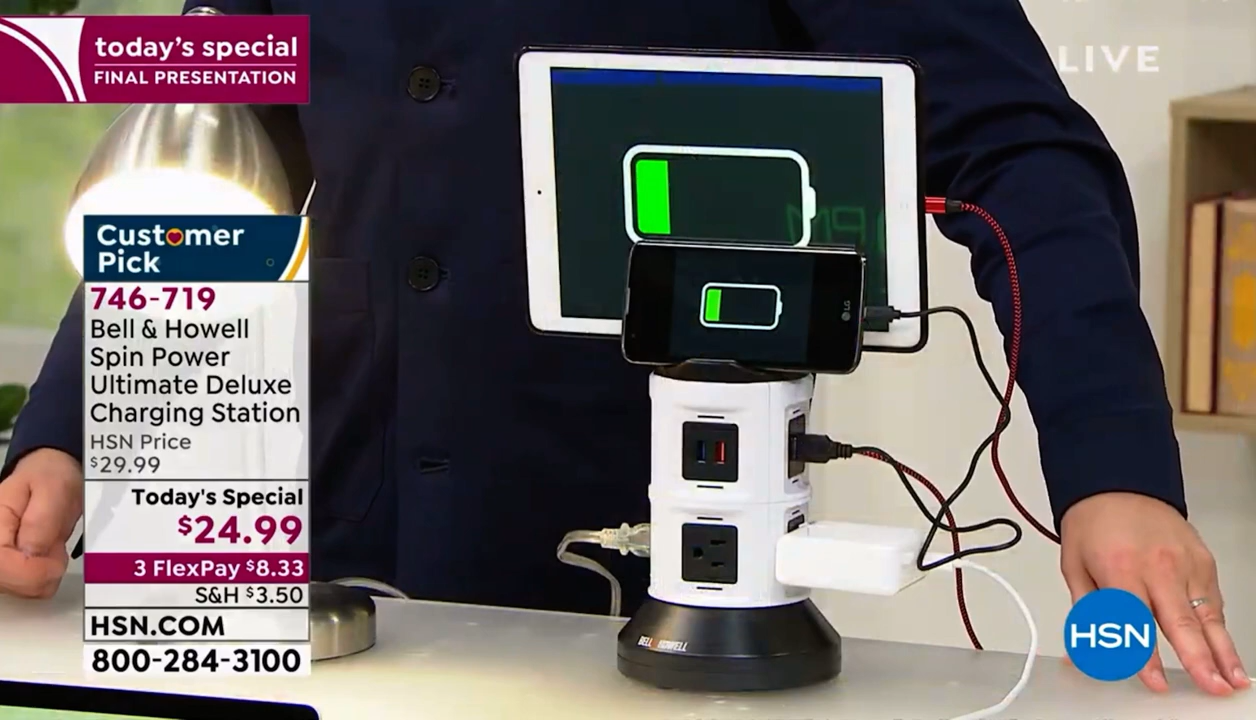 today's special
FINAL PRESENTATION
LIVE
Customer
Pick
746-719
Bell & Howell
Spin Power
Ultimate Deluxe
Charging Station
HSN Price
$29.99
Today's Special
$24.99
3 FlexPay $8.33
S&H $3.50
HSN.COM
800-284-3100
LG
BELL HOWELL
HSN